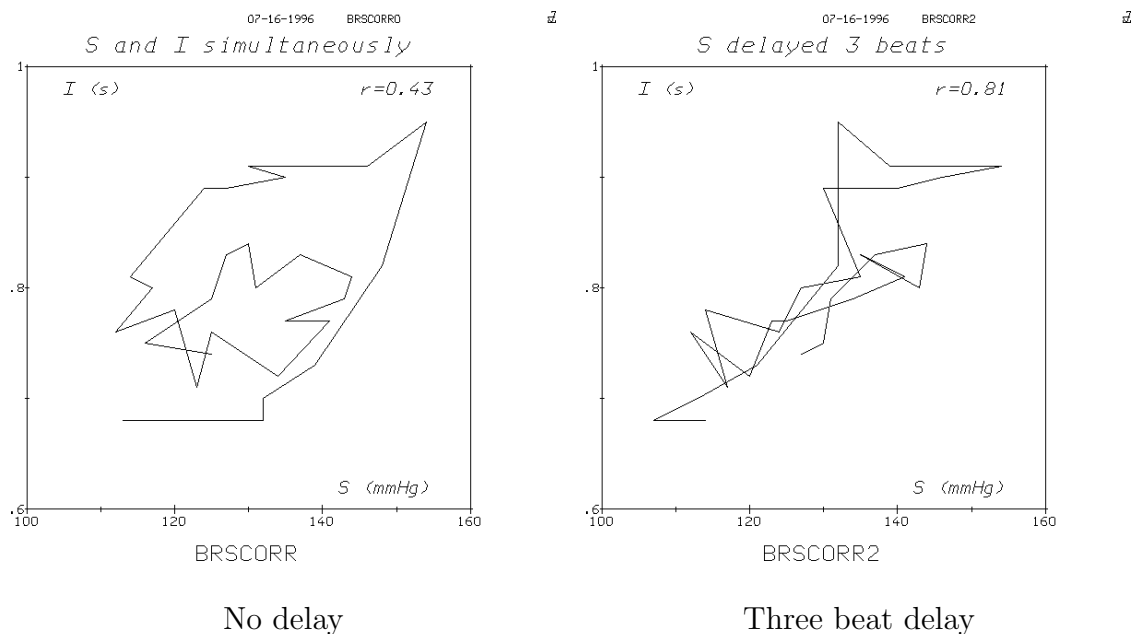 07-16-1996 BRSCORR0
S and I simultaneously
1
I (s)
r=0.43
.8
S (mmHg)
.6
100 120 140 160
BRSCORR
No delay
07-16-1996 BRSCORR2
S delayed 3 beats
1
I (s)
r=0.81
.8
S (mmHg)
.6
100 120 140 160
BRSCORR2
Three beat delay